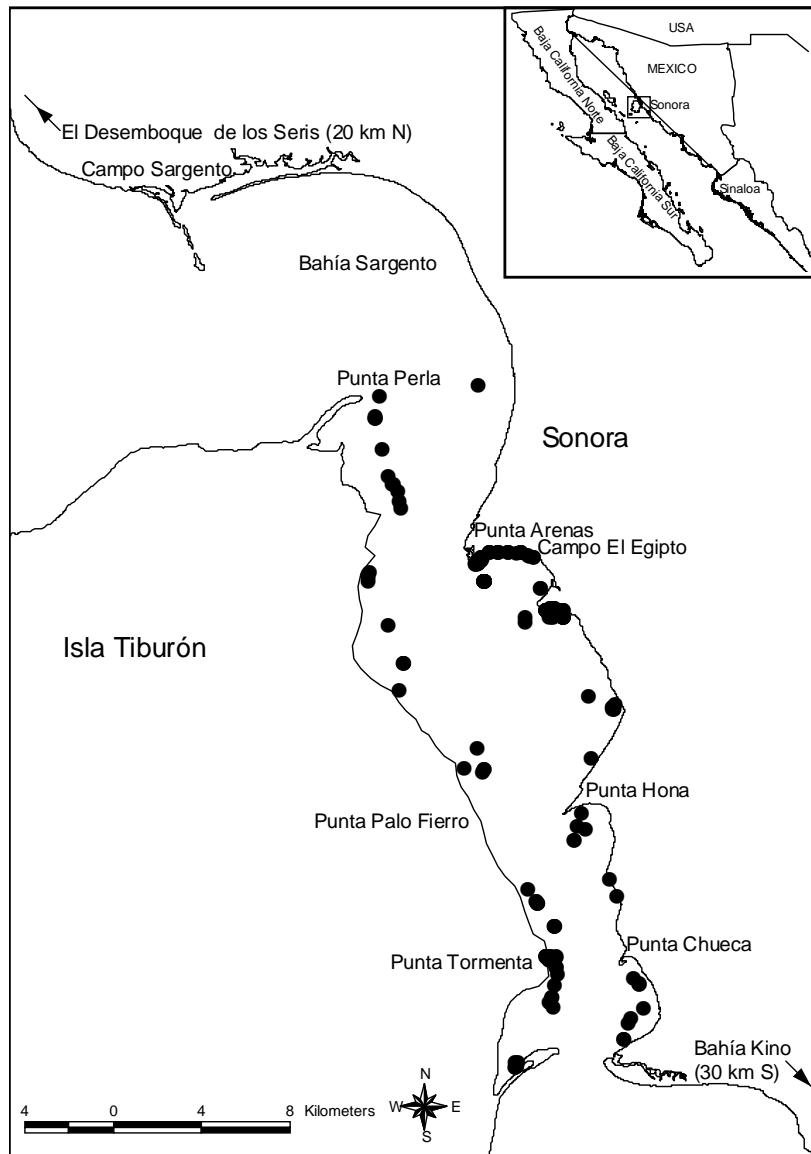 USA
MEXICO
Baja California Norte
Sonora
Baja California Sur
Sinaloa
El Desemboque de los Seris (20 km N)
Campo Sargento
Bahía Sargento
Punta Perla
Sonora
Punta Arenas
Campo El Egipto
Isla Tiburón
Punta Hona
Punta Palo Fierro
Punta Chueca
Punta Tormenta
Bahía Kino
(30 km S)
N
W E
S
4 0 4 8 Kilometers